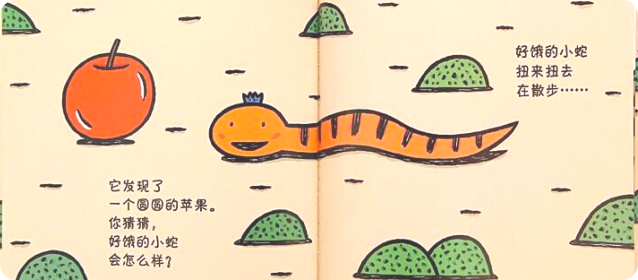 好饿的小蛇
扭来扭去
在散步……
它发现了
一个圆圆的苹果。
你猜猜，
好饿的小蛇
会怎么样？